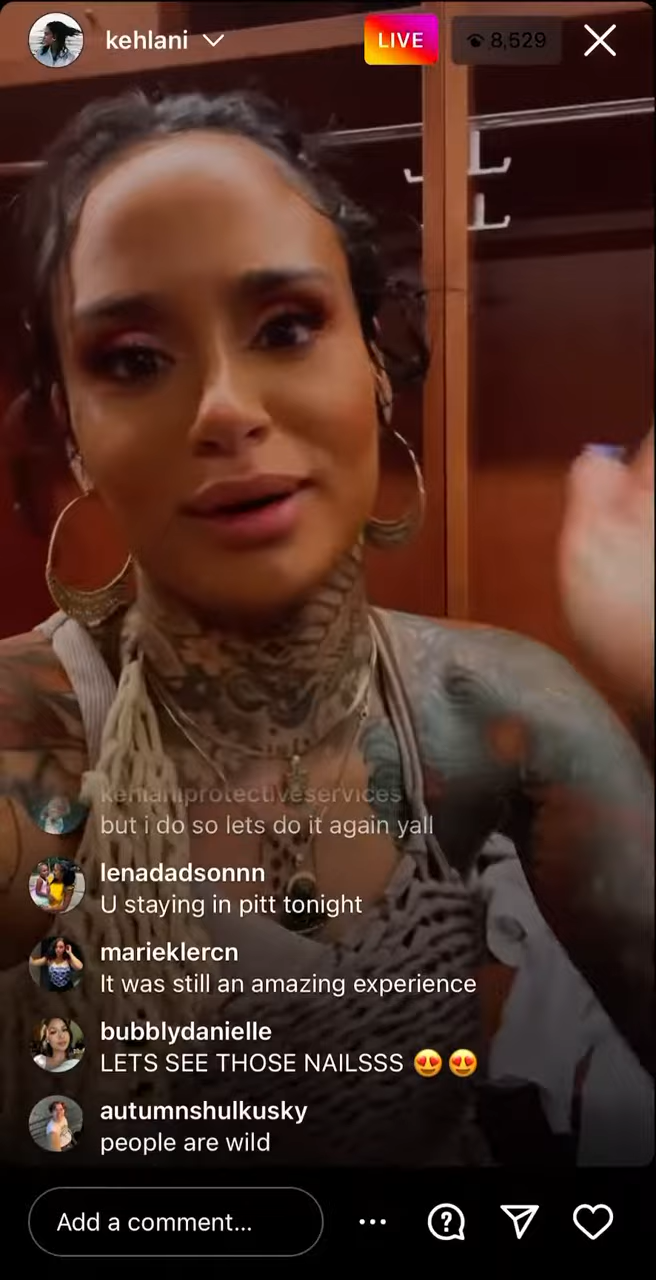 kehlani
LIVE
8,529
kehlaniprotectiveservices
but i do so lets do it again yall
lenadadsonnn
U staying in pitt tonight
marieklercn
It was still an amazing experience
bubblydanielle
LETS SEE THOSE NAILSSS 😍😍
autumnshulkusky
people are wild
Add a comment...